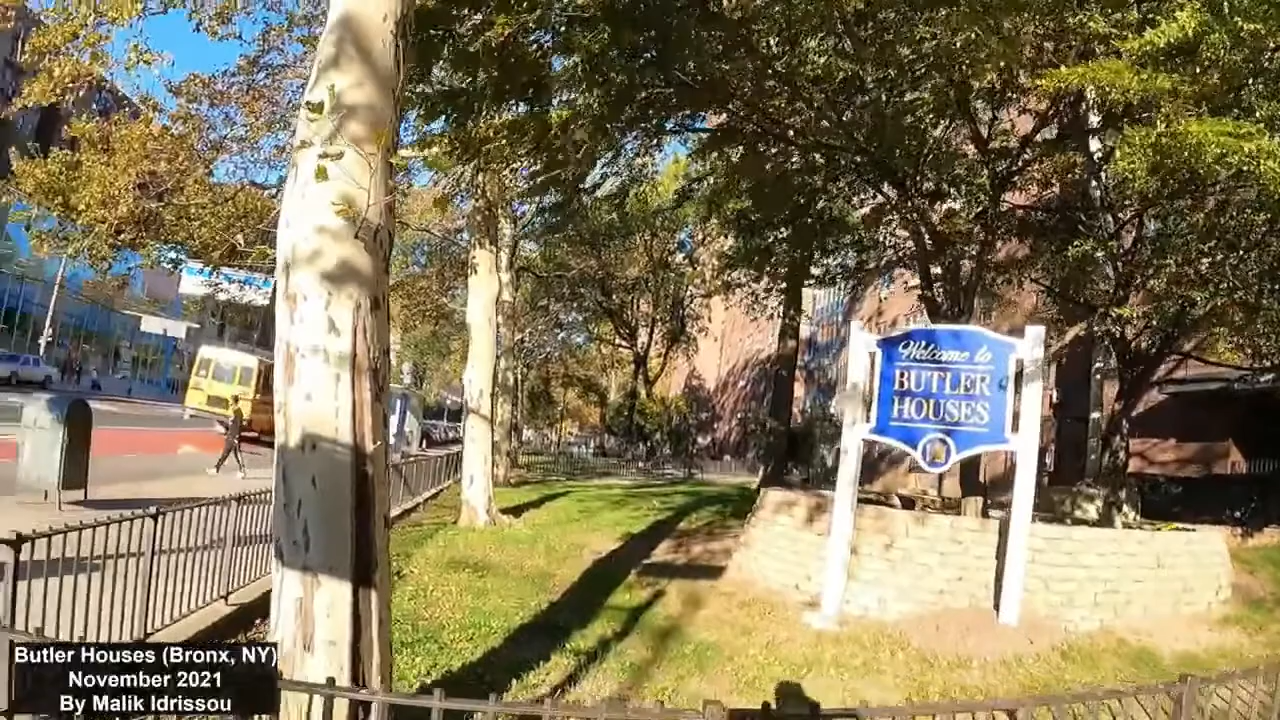 Welcome to
BUTLER
HOUSES
Butler Houses (Bronx, NY)
November 2021
By Malik Idrissou